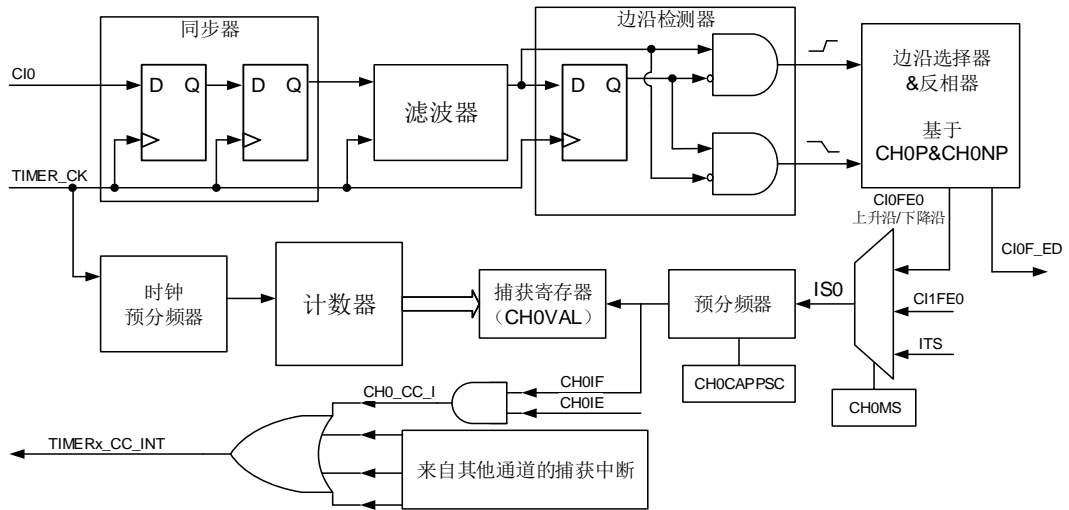 同步器
边沿检测器
CI0
D Q
D Q
滤波器
D Q
边沿选择器
&反相器
基于
CH0P&CH0NP
TIMER_CK
CI0FE0
上升沿/下降沿
CI0F_ED
时钟
预分频器
计数器
捕获寄存器
（CH0VAL）
预分频器
IS0
CI1FE0
ITS
CH0CAPPSC
CH0MS
CH0_CC_I
CH0IF
CH0IE
TIMERx_CC_INT
来自其他通道的捕获中断